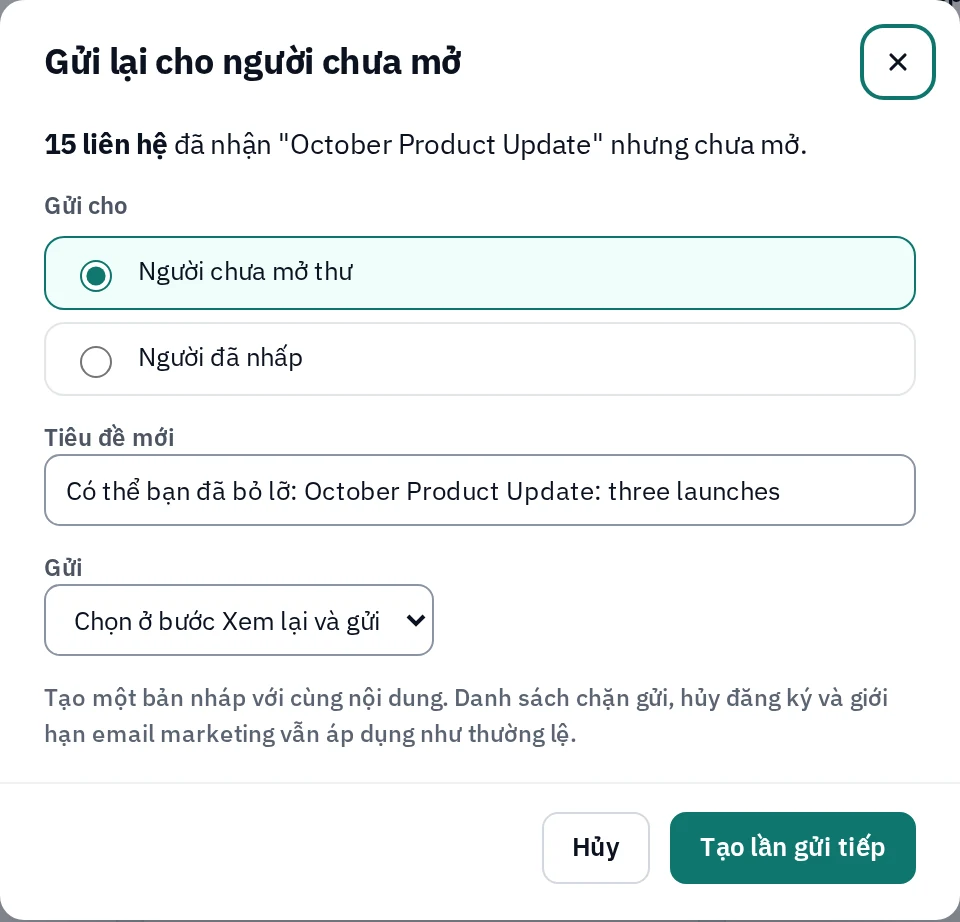 Gửi lại cho người chưa mở
15 liên hệ đã nhận "October Product Update" nhưng chưa mở.
Gửi cho
Người chưa mở thư
Người đã nhấp
Tiêu đề mới
Có thể bạn đã bỏ lỡ: October Product Update: three launches
Gửi
Chọn ở bước Xem lại và gửi
Tạo một bản nháp với cùng nội dung. Danh sách chặn gửi, hủy đăng ký và giới
hạn email marketing vẫn áp dụng như thường lệ.
Hủy
Tạo lần gửi tiếp